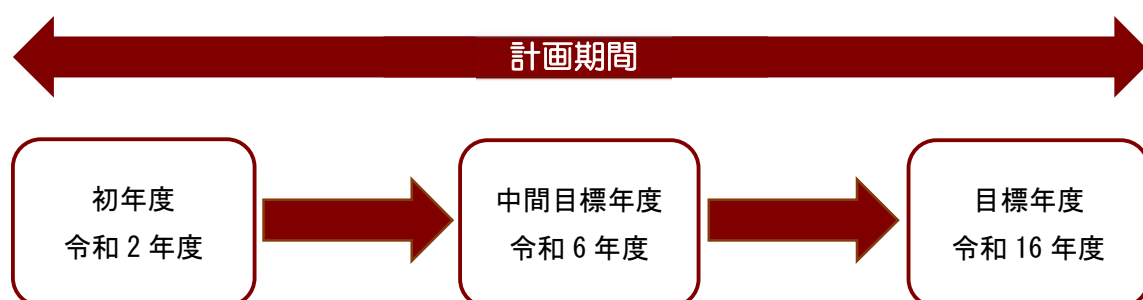 計画期間
初年度
令和 2 年度
中間目標年度
令和 6 年度
目標年度
令和 16 年度